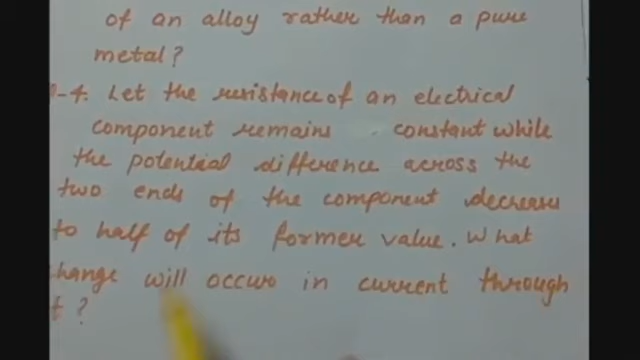 of an alloy rather than a pure
metal?
-4. Let the resistance of an electrical
component remains constant while
the potential difference across the
two ends of the component decreases
to half of its former value. What
hange will occur in current through
t?